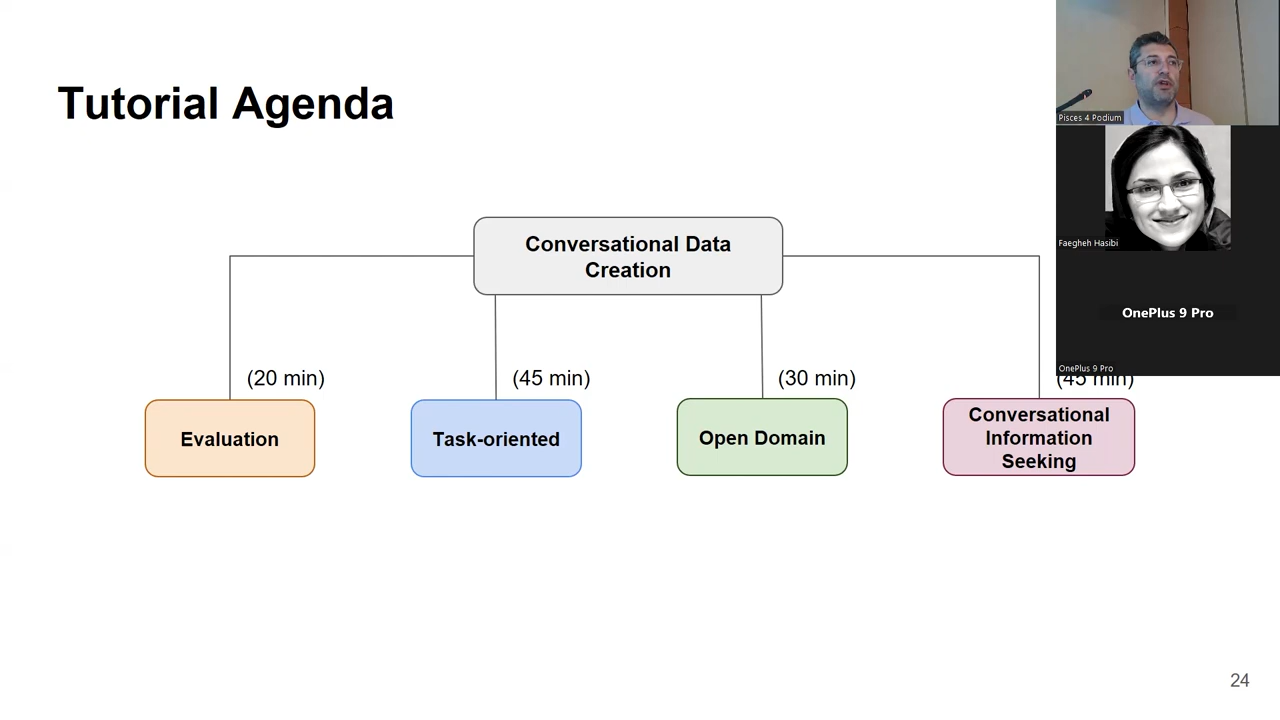 Tutorial Agenda
Conversational Data
Creation
(20 min)
(45 min)
(30 min)
(45 min)
Evaluation
Task-oriented
Open Domain
Conversational
Information
Seeking
24
Pisces 4 Podium
Faegheh Hasibi
OnePlus 9 Pro
OnePlus 9 Pro